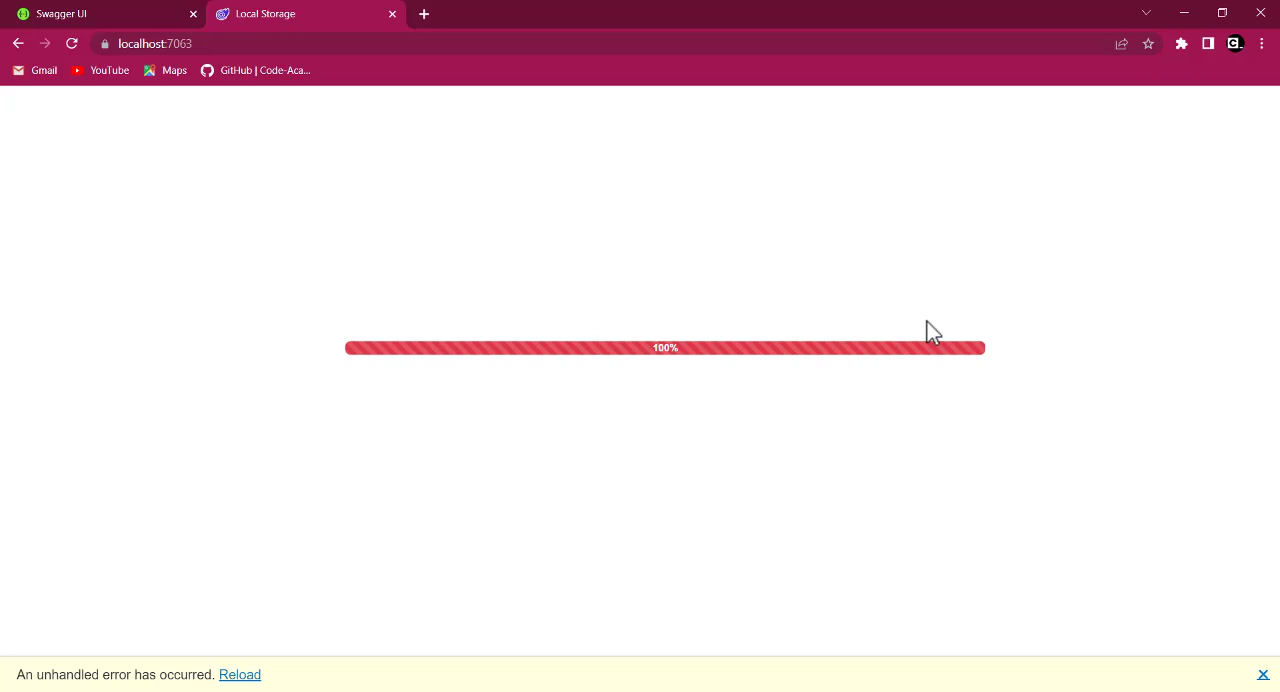 Swagger UI
Local Storage
localhost:7063
Gmail
YouTube
Maps
GitHub | Code-Aca...
100%
An unhandled error has occurred. Reload